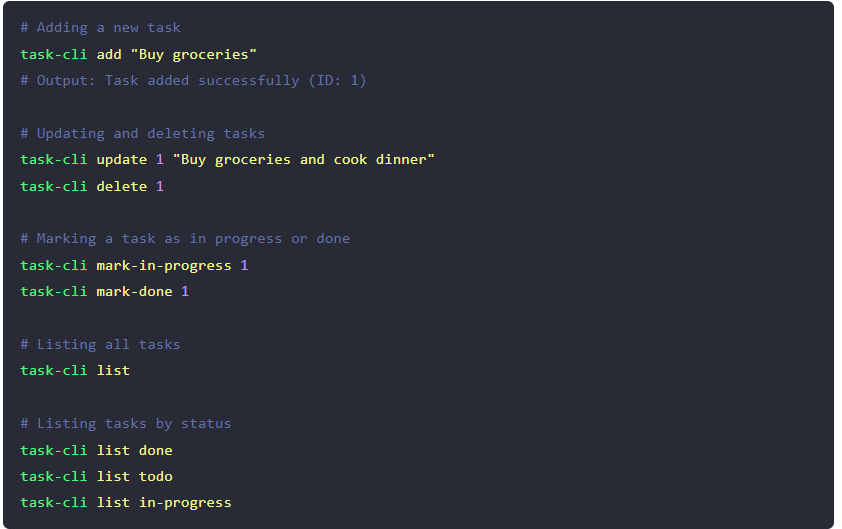 # Adding a new task
task-cli add "Buy groceries"
# Output: Task added successfully (ID: 1)
# Updating and deleting tasks
task-cli update 1 "Buy groceries and cook dinner"
task-cli delete 1
# Marking a task as in progress or done
task-cli mark-in-progress 1
task-cli mark-done 1
# Listing all tasks
task-cli list
# Listing tasks by status
task-cli list done
task-cli list todo
task-cli list in-progress